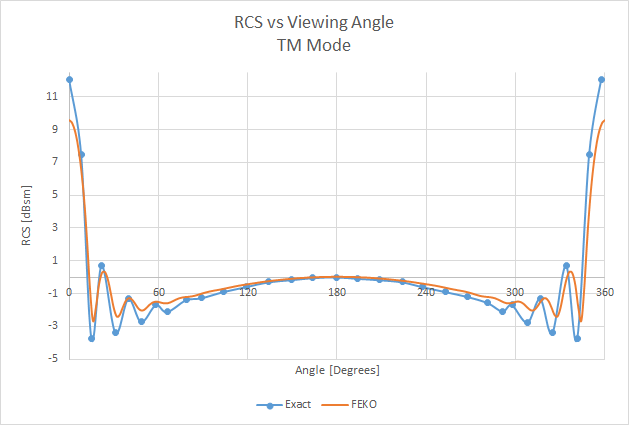 RCS vs Viewing Angle
TM Mode
11
9
7
5
3
1
-1
-3
-5
0
60
120
180
240
300
360
RCS [dBsm]
Angle [Degrees]
Exact
FEKO